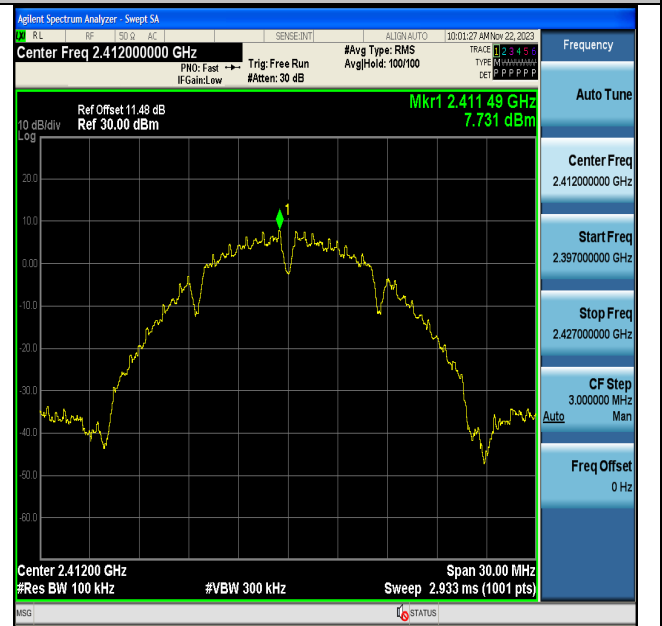 Agilent Spectrum Analyzer - Swept SA
LXI RL RF 50 Ω AC SENSE:INT ALIGN AUTO 10:01:27 AM Nov 22, 2023
Center Freq 2.412000000 GHz
PNO: Fast
IFGain:Low
Trig: Free Run
#Atten: 30 dB
#Avg Type: RMS
Avg|Hold: 100/100
TRACE 1 2 3 4 5 6
TYPE M WWWWW
DET P P P P P P
Ref Offset 11.48 dB
10 dB/div Ref 30.00 dBm
Log
Mkr1 2.411 49 GHz
7.731 dBm
1
20.0
10.0
0.00
-10.0
-20.0
-30.0
-40.0
-50.0
-60.0
Center 2.41200 GHz Span 30.00 MHz
#Res BW 100 kHz #VBW 300 kHz Sweep 2.933 ms (1001 pts)
MSG STATUS
Frequency
Auto Tune
Center Freq
2.412000000 GHz
Start Freq
2.397000000 GHz
Stop Freq
2.427000000 GHz
CF Step
3.000000 MHz
Auto Man
Freq Offset
0 Hz